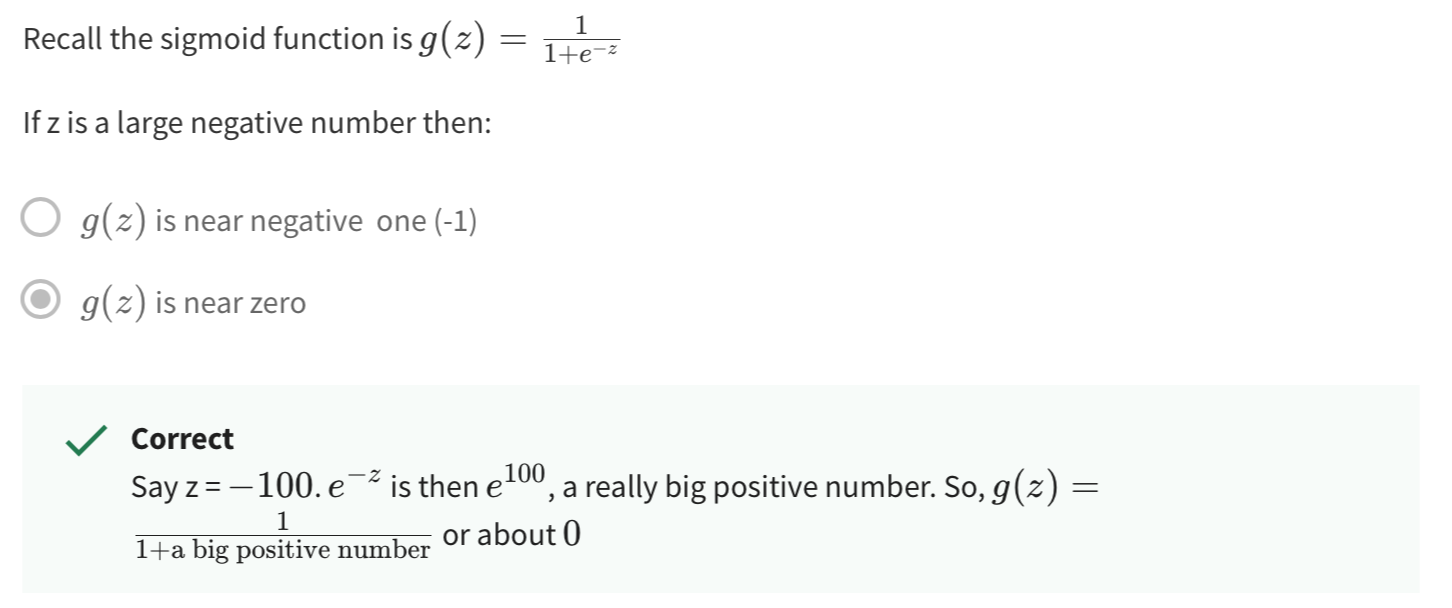 Recall the sigmoid function is g(z) = \frac{1}{1+e^{-z}}
If z is a large negative number then:
g(z) is near negative one (-1)
g(z) is near zero
Correct
Say z = −100. e^{-z} is then e^{100}, a really big positive number. So, g(z) =
\frac{1}{1+a big positive number} or about 0